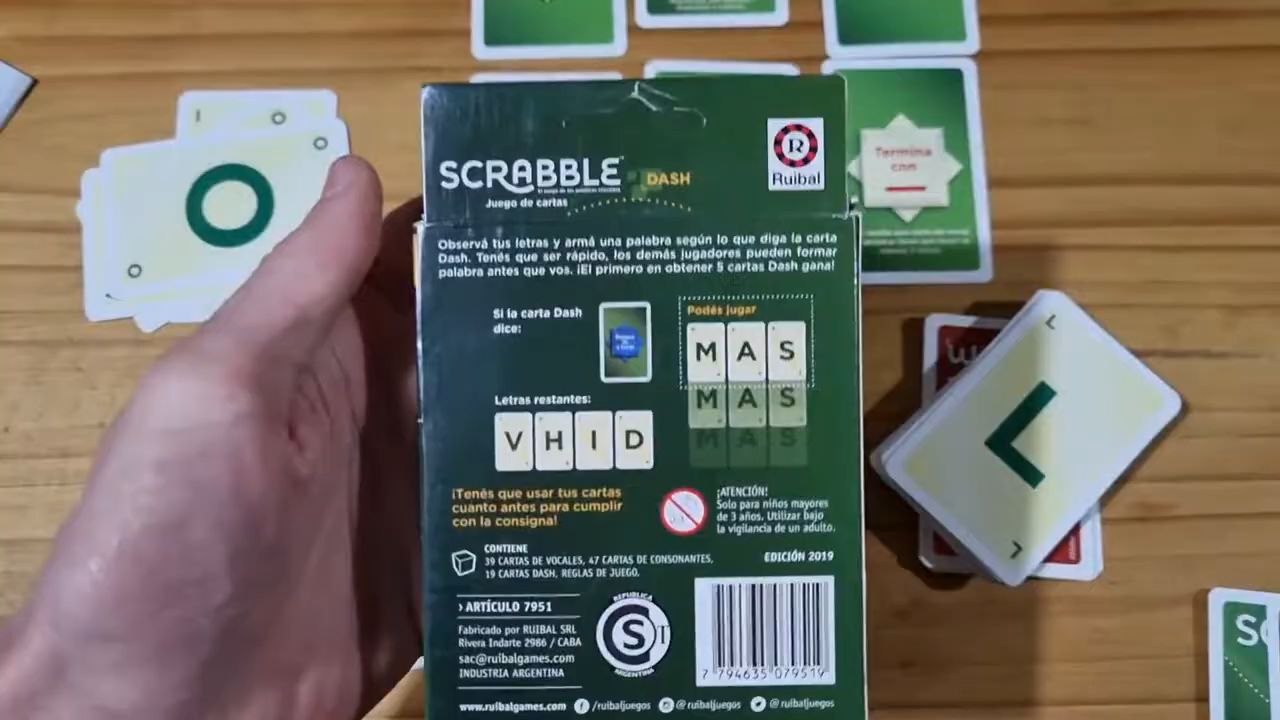 O
O
O
O
SCRABBLE
DASH
Juego de cartas
R
Ruibal
Termina
con
Observá tus letras y armá una palabra según lo que diga la carta
Dash. Tenés que ser rápido, los demás jugadores pueden formar
palabra antes que vos. ¡El primero en obtener 5 cartas Dash gana!
Si la carta Dash
dice:
Podés jugar
M A S
M A S
M A S
Letras restantes:
V H I D
L
L
L
¡Tenés que usar tus cartas
cuanto antes para cumplir
con la consigna!
¡ATENCIÓN!
Solo para niños mayores
de 3 años. Utilizar bajo
la vigilancia de un adulto.
CONTIENE
39 CARTAS DE VOCALES, 47 CARTAS DE CONSONANTES,
19 CARTAS DASH, REGLAS DE JUEGO.
EDICIÓN 2019
› ARTÍCULO 7951
Fabricado por RUIBAL SRL
Rivera Indarte 2986 / CABA
sac@ruibalgames.com
INDUSTRIA ARGENTINA
REPUBLICA
S
ARGENTINA
7 794635 079519
www.ruibalgames.com
/ruibaljuegos
@ruibaljuegos
@ruibaljuegos